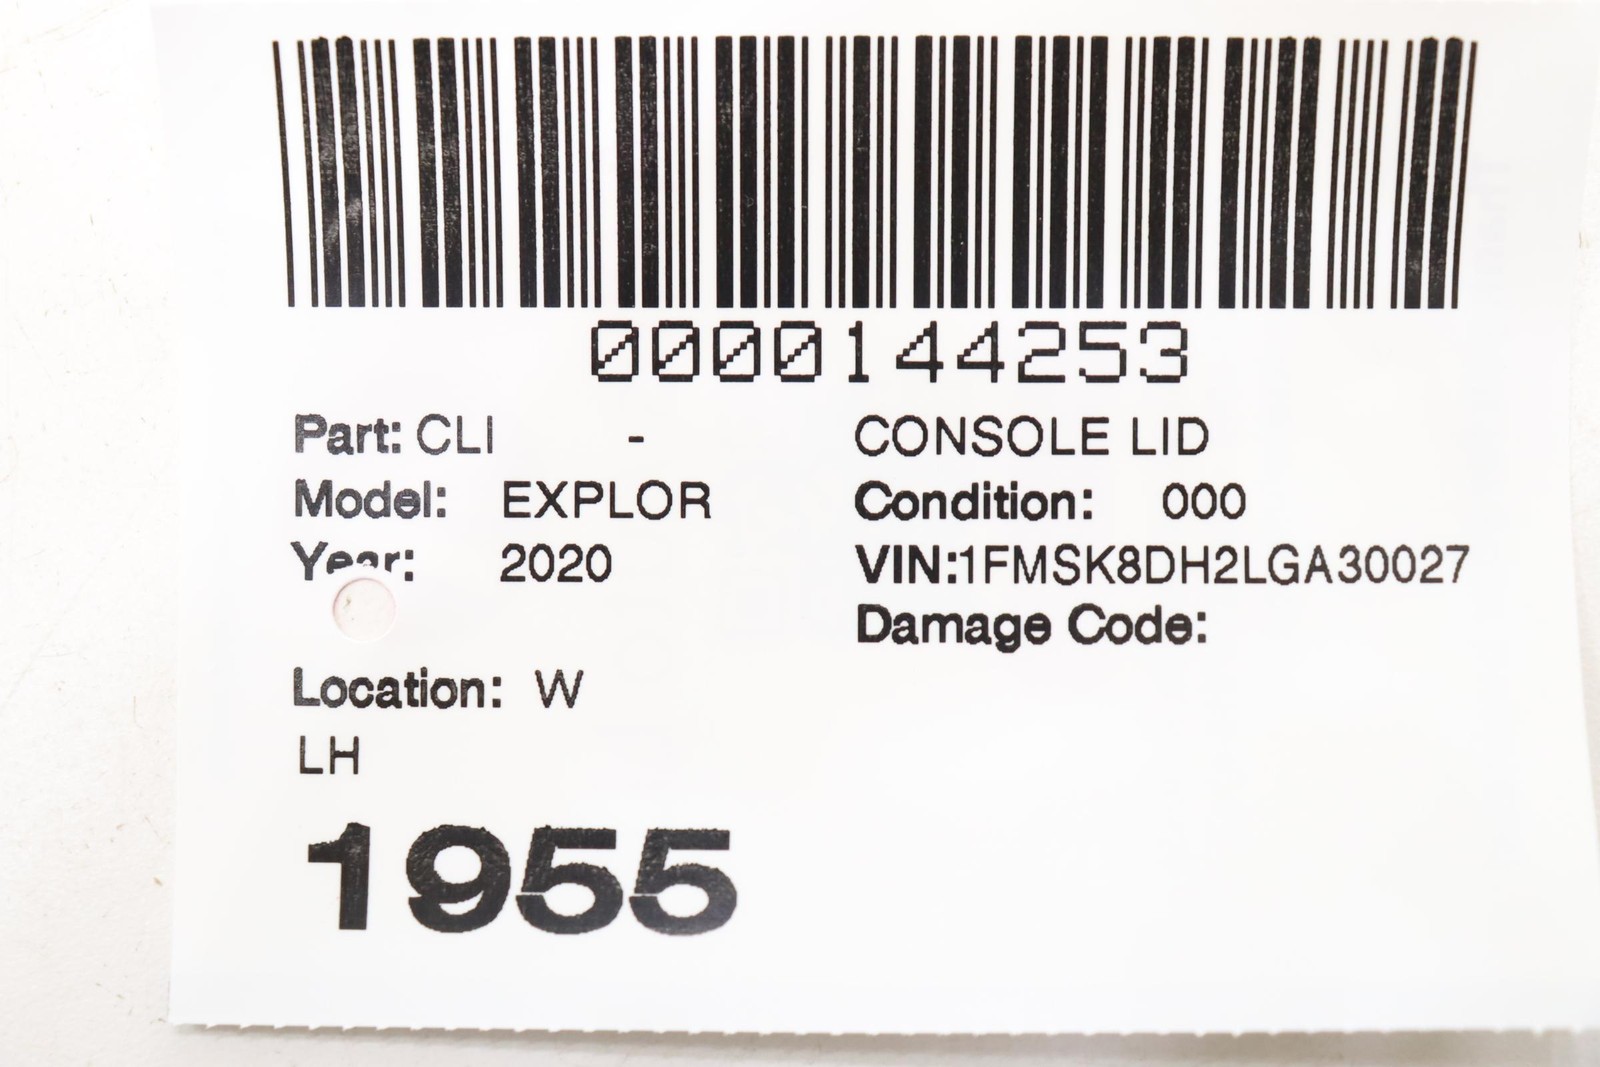 0000144253
Part: CLI - CONSOLE LID
Model: EXPLOR Condition: 000
Year: 2020 VIN:1FMSK8DH2LGA30027
Damage Code:
Location: W
LH
1955